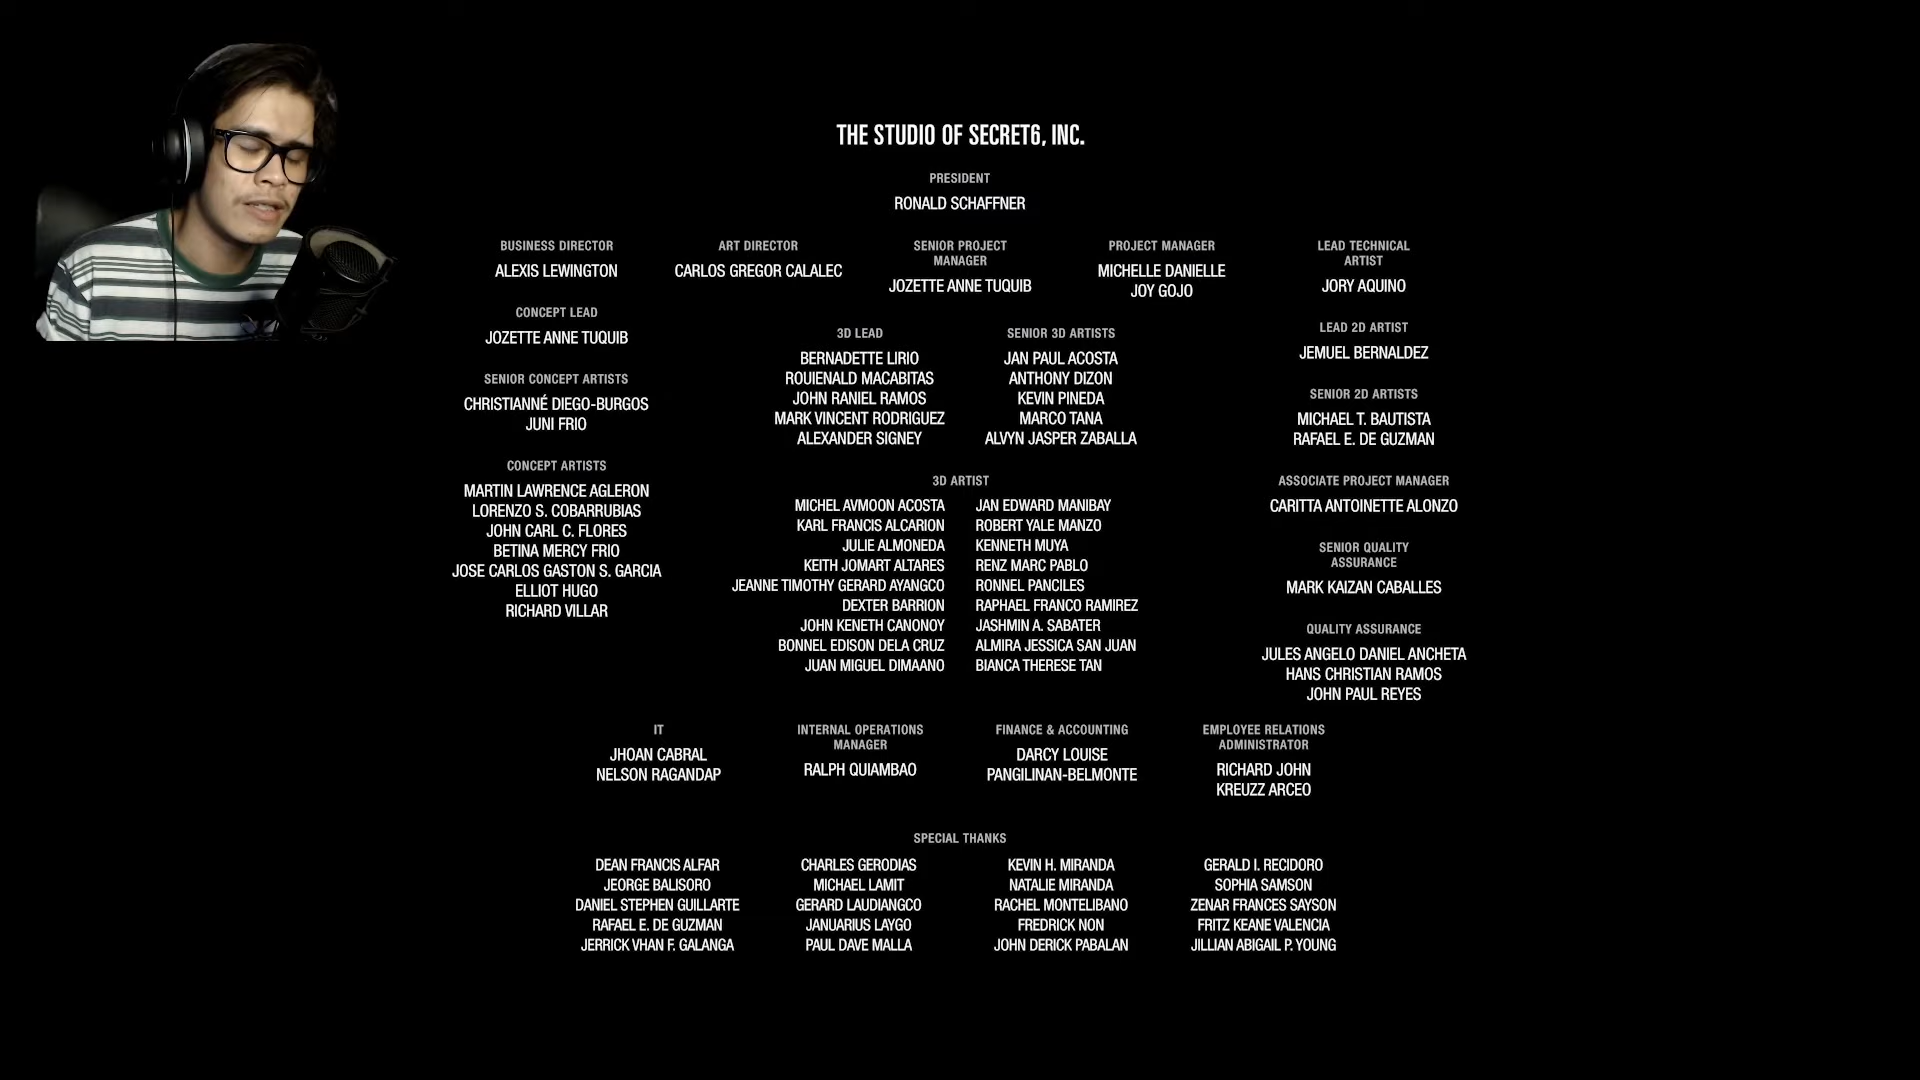 THE STUDIO OF SECRET6, INC.
PRESIDENT
RONALD SCHAFFNER
BUSINESS DIRECTOR
ALEXIS LEWINGTON
ART DIRECTOR
CARLOS GREGOR CALALEC
SENIOR PROJECT
MANAGER
JOZETTE ANNE TUQUIB
PROJECT MANAGER
MICHELLE DANIELLE
JOY GOJO
LEAD TECHNICAL
ARTIST
JORY AQUINO
CONCEPT LEAD
JOZETTE ANNE TUQUIB
SENIOR CONCEPT ARTISTS
CHRISTIANNÉ DIEGO-BURGOS
JUNI FRIO
CONCEPT ARTISTS
MARTIN LAWRENCE AGLERON
LORENZO S. COBARRUBIAS
JOHN CARL C. FLORES
BETINA MERCY FRIO
JOSE CARLOS GASTON S. GARCIA
ELLIOT HUGO
RICHARD VILLAR
3D LEAD
BERNADETTE LIRIO
ROUIENALD MACABITAS
JOHN RANIEL RAMOS
MARK VINCENT RODRIGUEZ
ALEXANDER SIGNEY
SENIOR 3D ARTISTS
JAN PAUL ACOSTA
ANTHONY DIZON
KEVIN PINEDA
MARCO TANA
ALVYN JASPER ZABALLA
3D ARTIST
MICHEL AVMOON ACOSTA
KARL FRANCIS ALCARION
JULIE ALMONEDA
KEITH JOMART ALTARES
JEANNE TIMOTHY GERARD AYANGCO
DEXTER BARRION
JOHN KENETH CANONOY
BONNEL EDISON DELA CRUZ
JUAN MIGUEL DIMAANO
JAN EDWARD MANIBAY
ROBERT YALE MANZO
KENNETH MUYA
RENZ MARC PABLO
RONNEL PANCILES
RAPHAEL FRANCO RAMIREZ
JASHMIN A. SABATER
ALMIRA JESSICA SAN JUAN
BIANCA THERESE TAN
LEAD 2D ARTIST
JEMUEL BERNALDEZ
SENIOR 2D ARTISTS
MICHAEL T. BAUTISTA
RAFAEL E. DE GUZMAN
ASSOCIATE PROJECT MANAGER
CARITTA ANTOINETTE ALONZO
SENIOR QUALITY
ASSURANCE
MARK KAIZAN CABALLES
QUALITY ASSURANCE
JULES ANGELO DANIEL ANCHETA
HANS CHRISTIAN RAMOS
JOHN PAUL REYES
IT
JHOAN CABRAL
NELSON RAGANDAP
INTERNAL OPERATIONS
MANAGER
RALPH QUIAMBAO
FINANCE & ACCOUNTING
DARCY LOUISE
PANGILINAN-BELMONTE
EMPLOYEE RELATIONS
ADMINISTRATOR
RICHARD JOHN
KREUZZ ARCEO
SPECIAL THANKS
DEAN FRANCIS ALFAR
JEORGE BALISORO
DANIEL STEPHEN GUILLARTE
RAFAEL E. DE GUZMAN
JERRICK VHAN F. GALANGA
CHARLES GERODIAS
MICHAEL LAMIT
GERARD LAUDIANGCO
JANUARIUS LAYGO
PAUL DAVE MALLA
KEVIN H. MIRANDA
NATALIE MIRANDA
RACHEL MONTELIBANO
FREDRICK NON
JOHN DERICK PABALAN
GERALD I. RECIDORO
SOPHIA SAMSON
ZENAR FRANCES SAYSON
FRITZ KEANE VALENCIA
JILLIAN ABIGAIL P. YOUNG